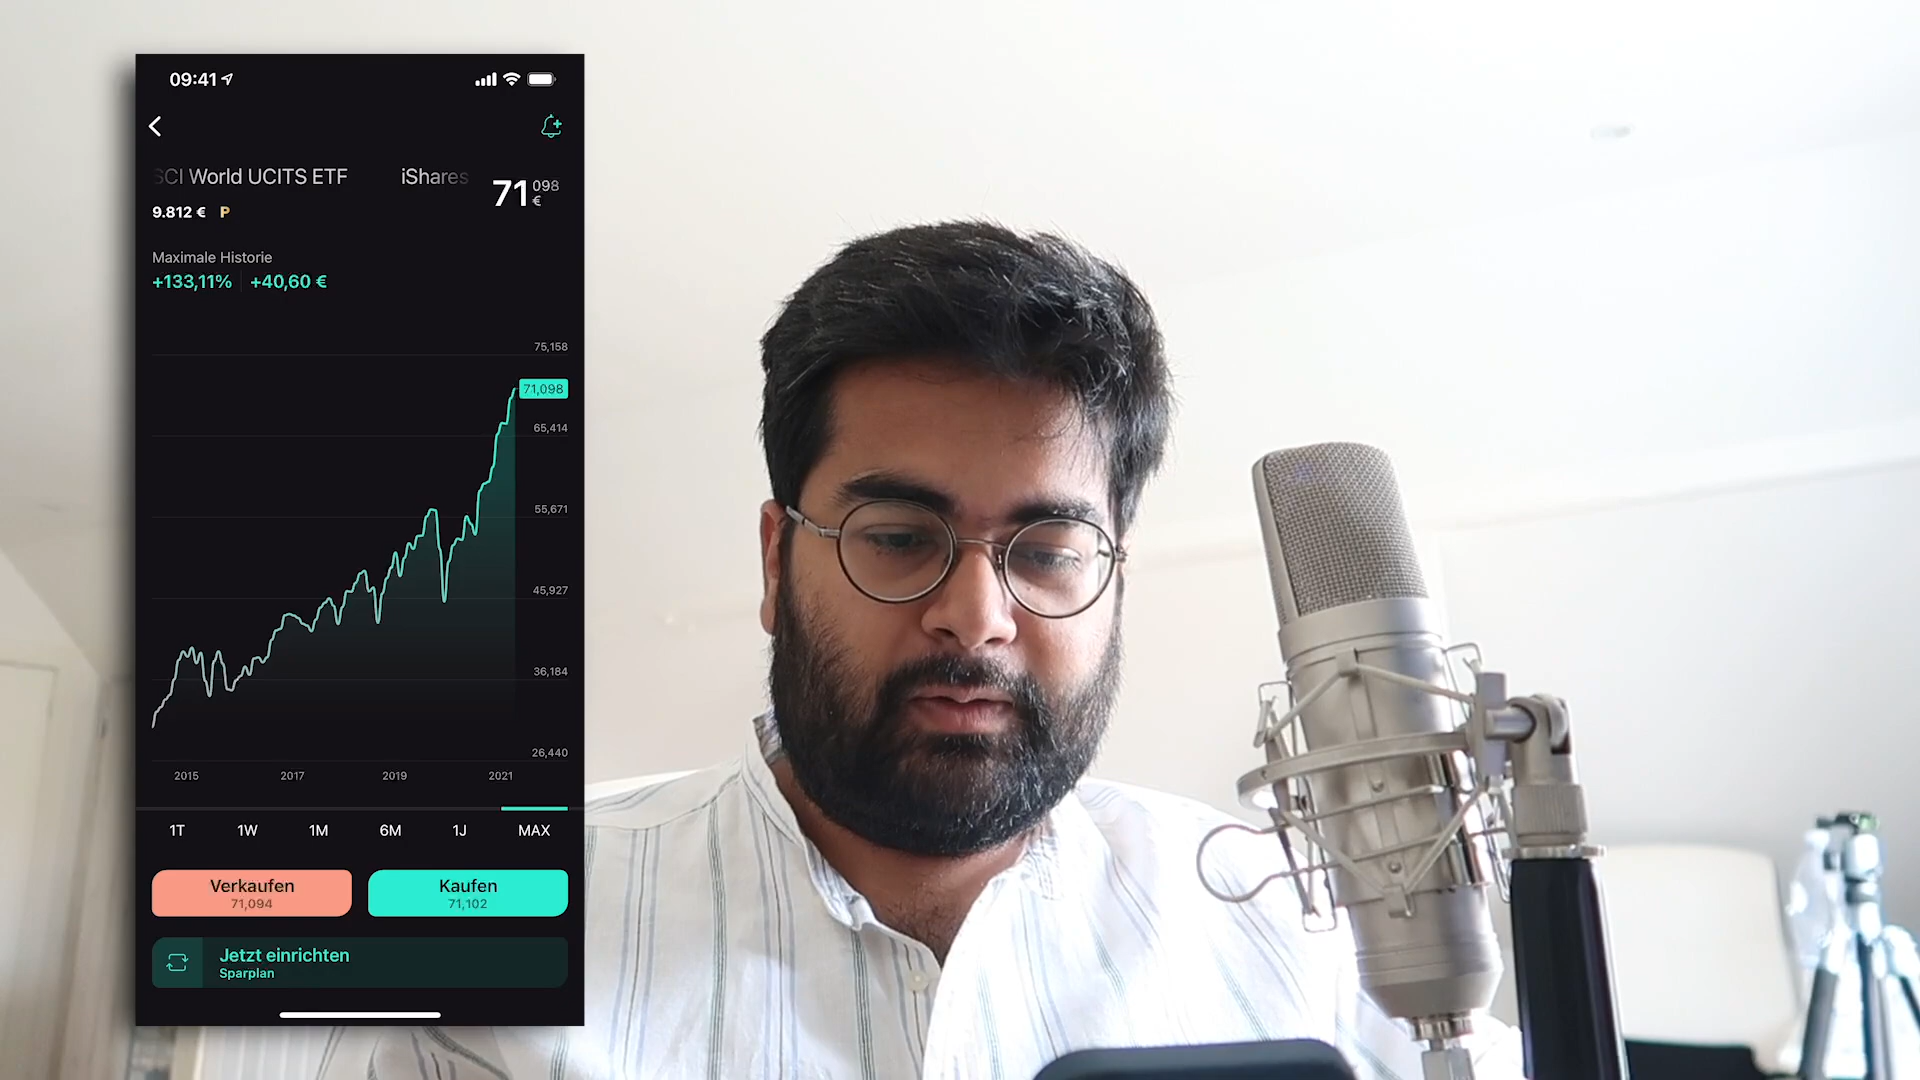 09:41
SCI World UCITS ETF iShares
71 098 €
9.812 € P
Maximale Historie
+133,11% +40,60 €
75,158
71,098
65,414
55,671
45,927
36,184
26,440
2015 2017 2019 2021
1T 1W 1M 6M 1J MAX
Verkaufen Kaufen
71,094 71,102
Jetzt einrichten
Sparplan